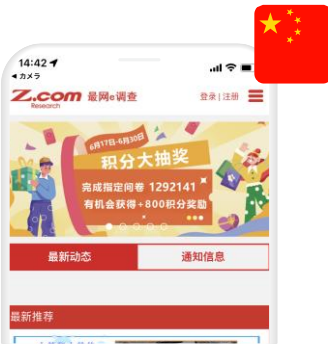 14:42
◀ カメラ
Z.com 最网e调查
Research
登录 | 注册
6月17日-6月30日
积分大抽奖
完成指定问卷 1292141
有机会获得+800积分奖励
最新动态
通知信息
最新推荐